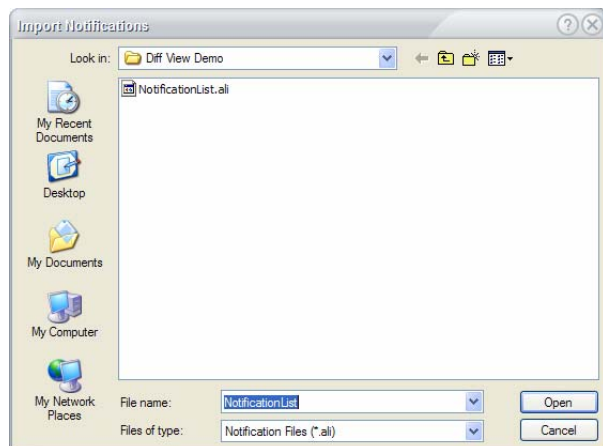 Import Notifications
Look in:
Diff View Demo
NotificationList.ali
My Recent
Documents
Desktop
My Documents
My Computer
My Network
Places
File name:
NotificationList
Open
Files of type:
Notification Files (*.ali)
Cancel